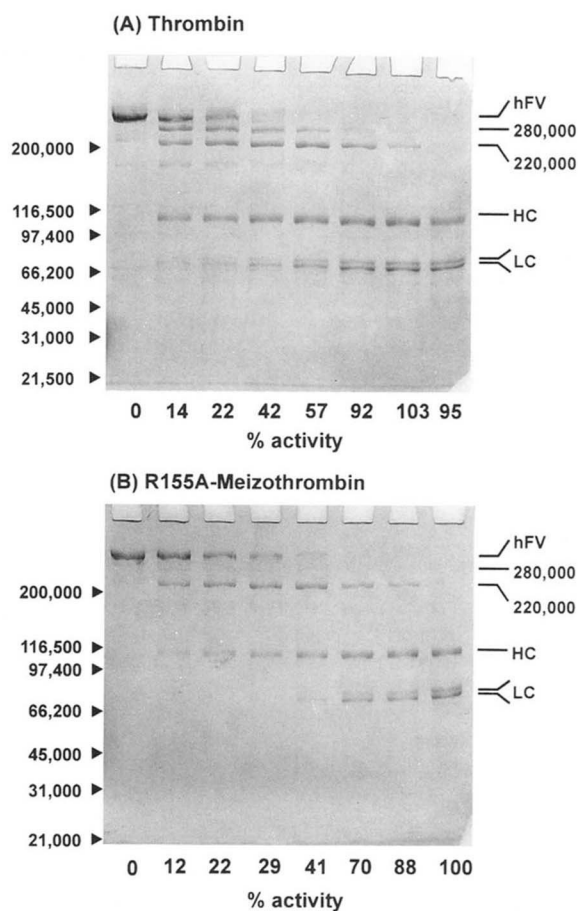 (A) Thrombin
hFV
280,000
200,000
220,000
116,500
HC
97,400
LC
66,200
45,000
31,000
21,500
0 14 22 42 57 92 103 95
% activity
(B) R155A-Meizothrombin
hFV
280,000
200,000
220,000
116,500
HC
97,400
LC
66,200
45,000
31,000
21,000
0 12 22 29 41 70 88 100
% activity